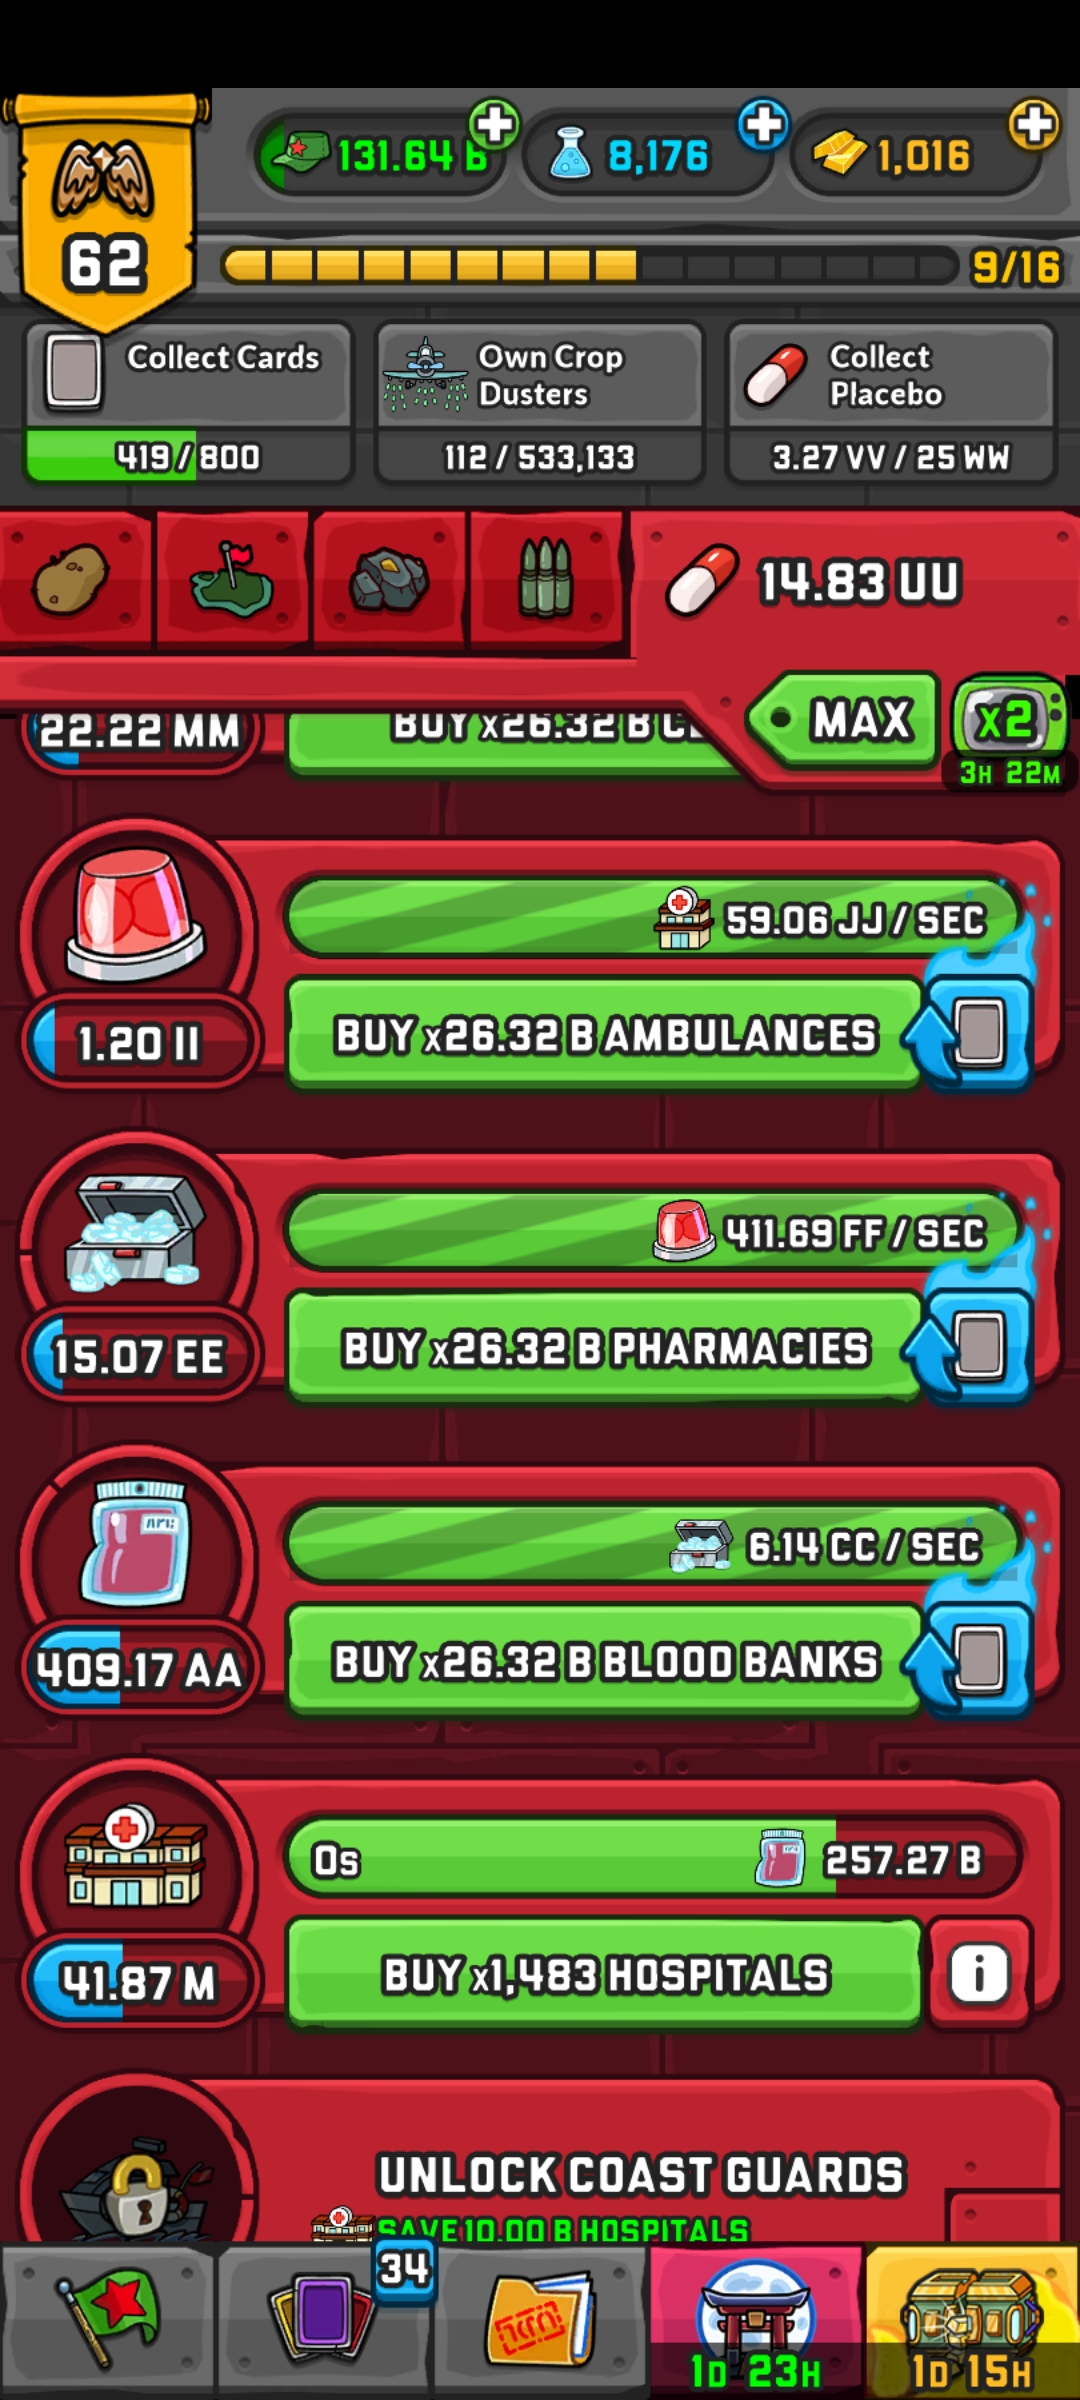 131.64 B
8,176
1,016
62
9/16
Collect Cards
419 / 800
Own Crop
Dusters
112 / 533,133
Collect
Placebo
3.27 VV / 25 WW
14.83 UU
MAX
x2
3H 22M
22.22 MM
BUY x26.32 B
59.06 JJ / SEC
1.20 II
BUY x26.32 B AMBULANCES
411.69 FF / SEC
15.07 EE
BUY x26.32 B PHARMACIES
6.14 CC / SEC
409.17 AA
BUY x26.32 B BLOOD BANKS
0s
257.27 B
41.87 M
BUY x1,483 HOSPITALS
i
UNLOCK COAST GUARDS
SAVE 10.00 B HOSPITALS
34
1D 23H
1D 15H